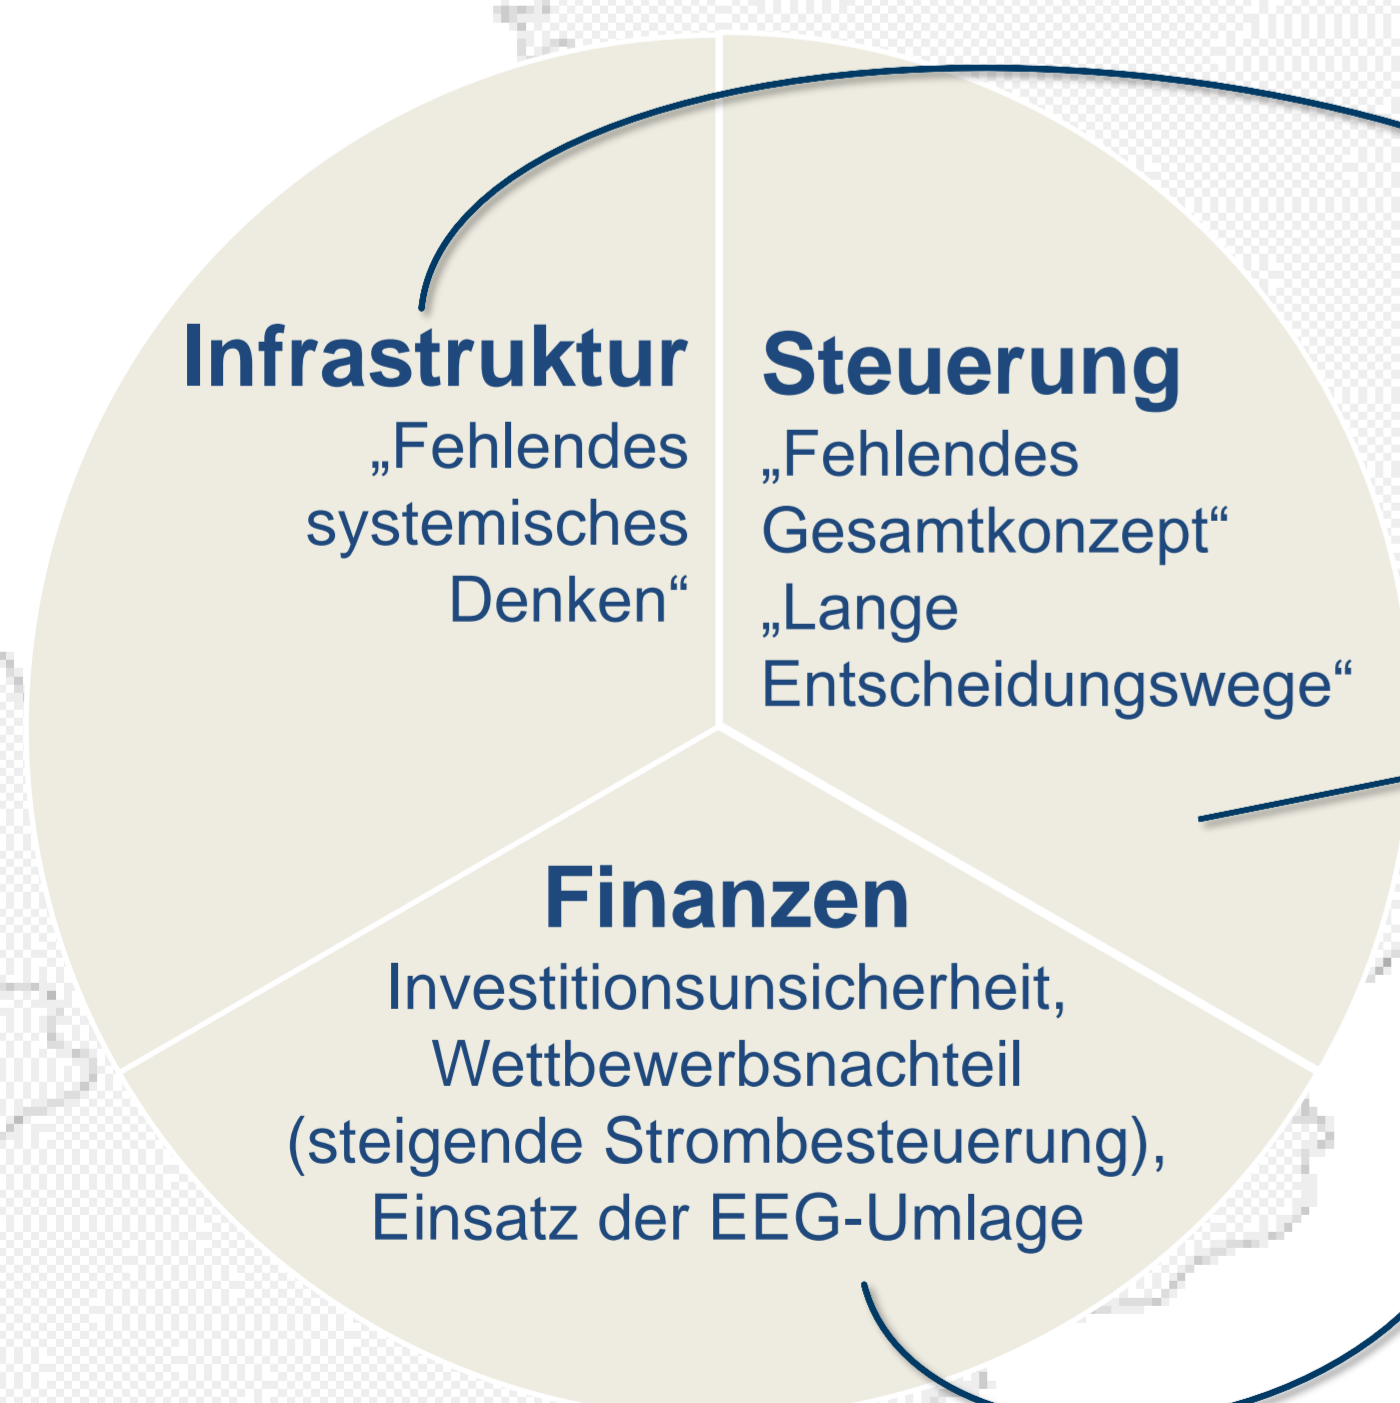 Infrastruktur
„Fehlendes
systemisches
Denken“
Steuerung
„Fehlendes
Gesamtkonzept“
„Lange
Entscheidungswege“
Finanzen
Investitionsunsicherheit,
Wettbewerbsnachteil
(steigende Strombesteuerung),
Einsatz der EEG-Umlage